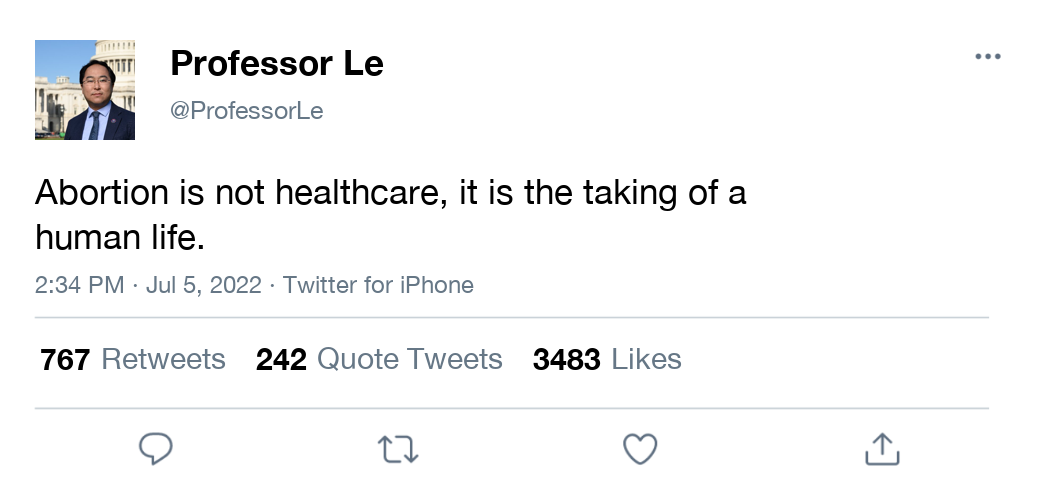 Professor Le
@ProfessorLe
Abortion is not healthcare, it is the taking of a
human life.
2:34 PM · Jul 5, 2022 · Twitter for iPhone
767 Retweets 242 Quote Tweets 3483 Likes